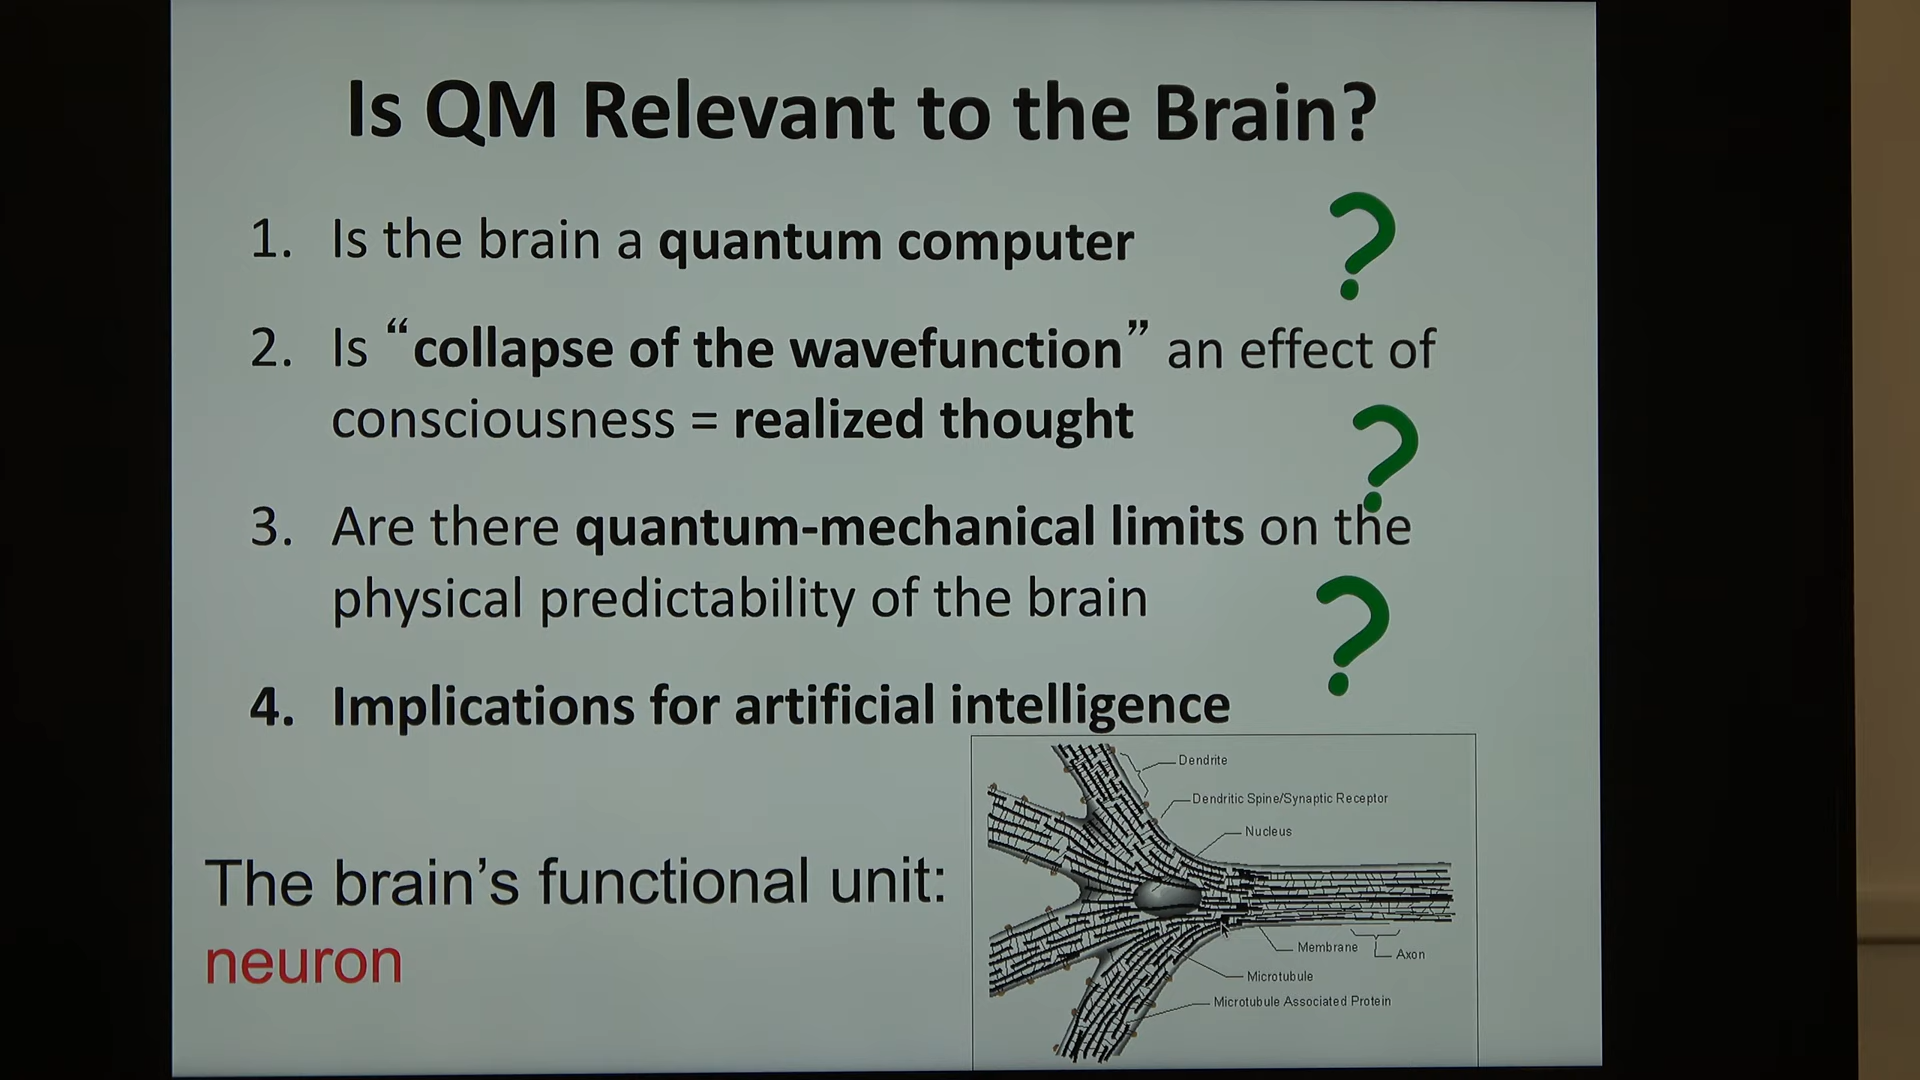 Is QM Relevant to the Brain?
1. Is the brain a quantum computer ?
2. Is “collapse of the wavefunction” an effect of
consciousness = realized thought ?
3. Are there quantum-mechanical limits on the
physical predictability of the brain ?
4. Implications for artificial intelligence
Dendrite
Dendritic Spine/Synaptic Receptor
Nucleus
The brain’s functional unit:
neuron
Membrane
Axon
Microtubule
Microtubule Associated Protein